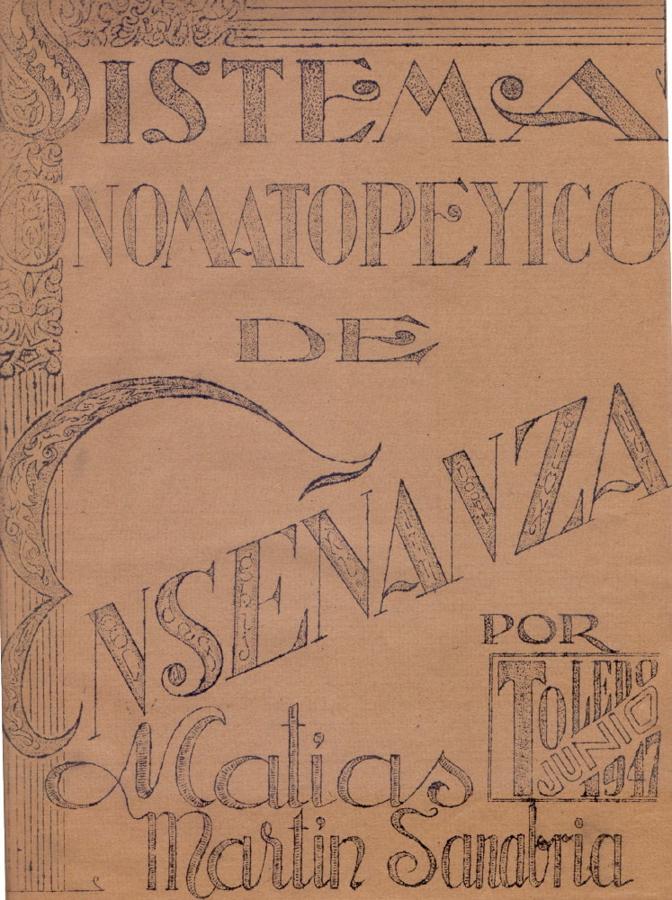 SISTEMA
ONOMATOPEYICO
DE
ENSEÑANZA
POR
TOLEDO
JUNIO
1947
Matias
Martin Sanabria